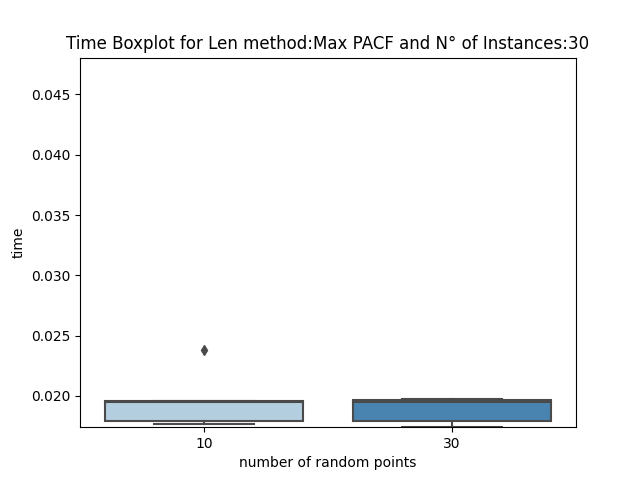 Time Boxplot for Len method:Max PACF and N° of Instances:30
0.045
0.040
0.035
0.030
0.025
0.020
time
10
30
number of random points